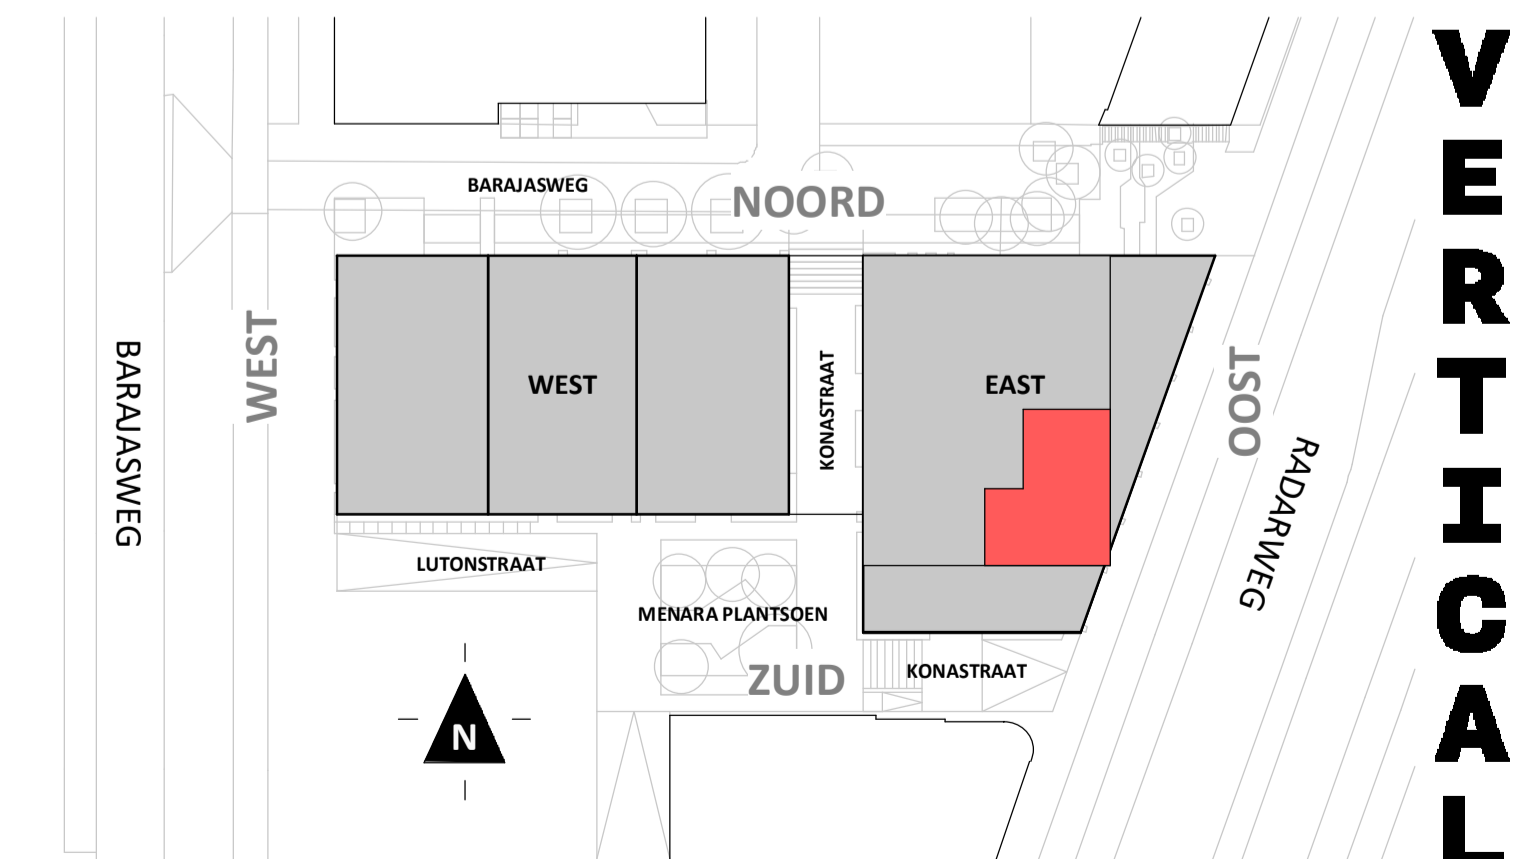 BARAJASWEG
NOORD
WEST
BARAJASWEG
WEST
KONASTRAAT
EAST
OOST
RADARWEG
LUTONSTRAAT
MENARA PLANTSOEN
ZUID
KONASTRAAT
N
VERTICAL